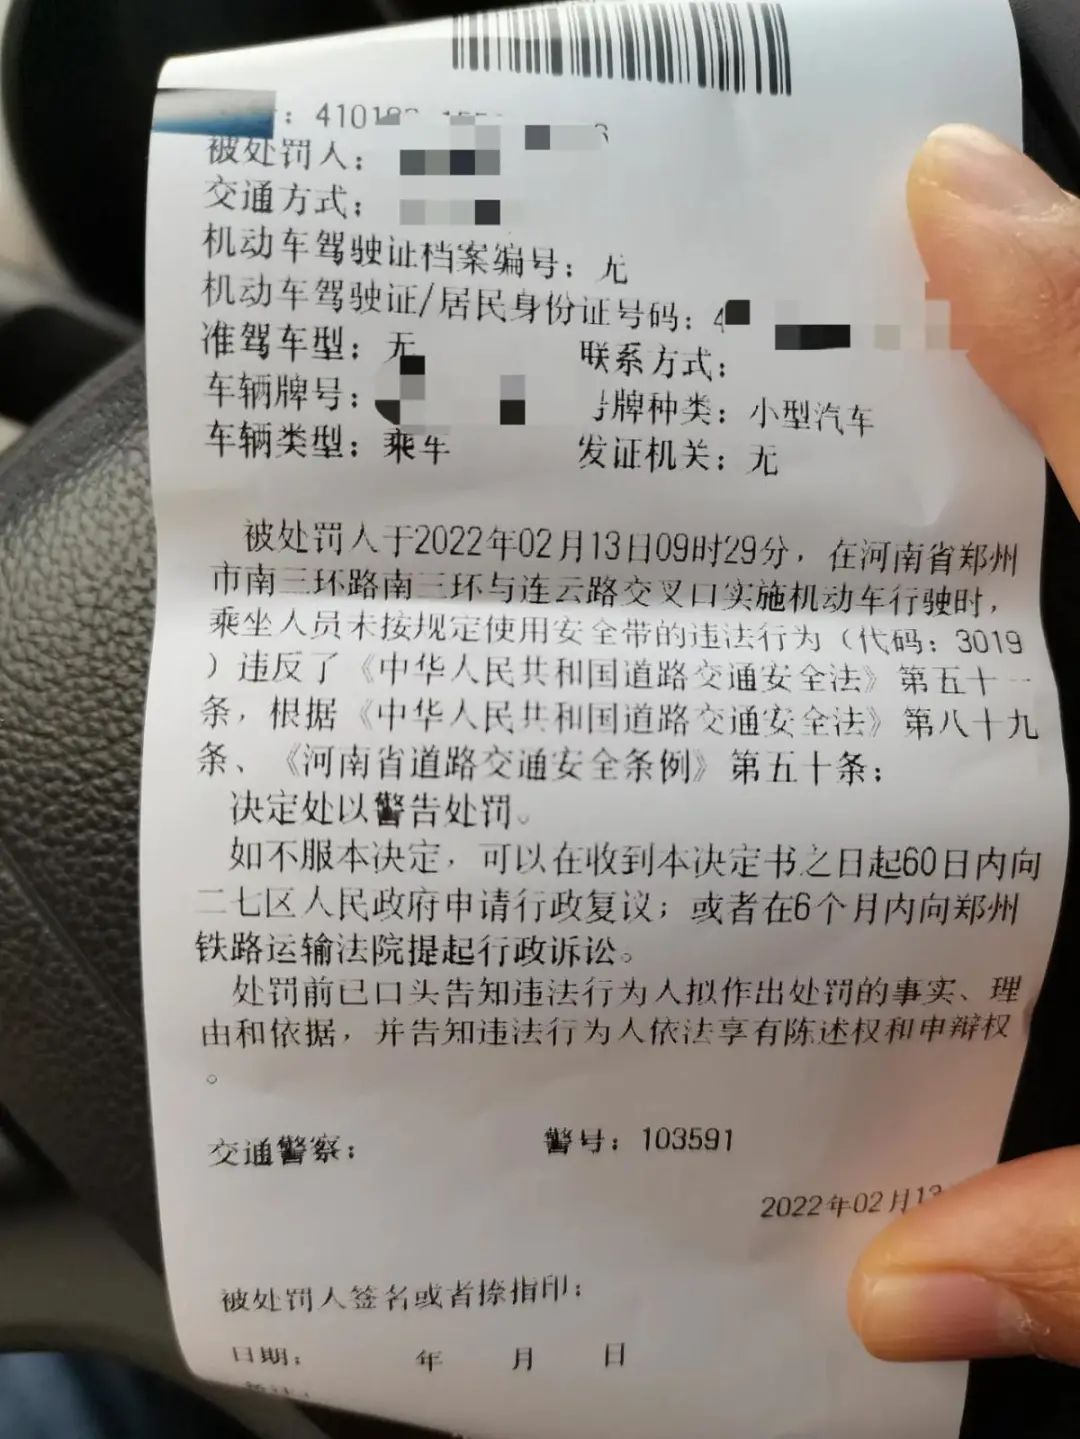 ：410182
被处罚人：
交通方式：
机动车驾驶证档案编号：无
机动车驾驶证/居民身份证号码：4
准驾车型：无 联系方式：
车辆牌号： 号牌种类：小型汽车
车辆类型：乘车 发证机关：无
被处罚人于2022年02月13日09时29分，在河南省郑州
市南三环路南三环与连云路交叉口实施机动车行驶时，
乘坐人员未按规定使用安全带的违法行为（代码：3019
）违反了《中华人民共和国道路交通安全法》第五十一
条，根据《中华人民共和国道路交通安全法》第八十九
条、《河南省道路交通安全条例》第五十条；
决定处以警告处罚。
如不服本决定，可以在收到本决定书之日起60日内向
二七区人民政府申请行政复议；或者在6个月内向郑州
铁路运输法院提起行政诉讼。
处罚前已口头告知违法行为人拟作出处罚的事实、理
由和依据，并告知违法行为人依法享有陈述权和申辩权
。
交通警察： 警号：103591
2022年02月13
被处罚人签名或者捺指印：
日期： 年 月 日